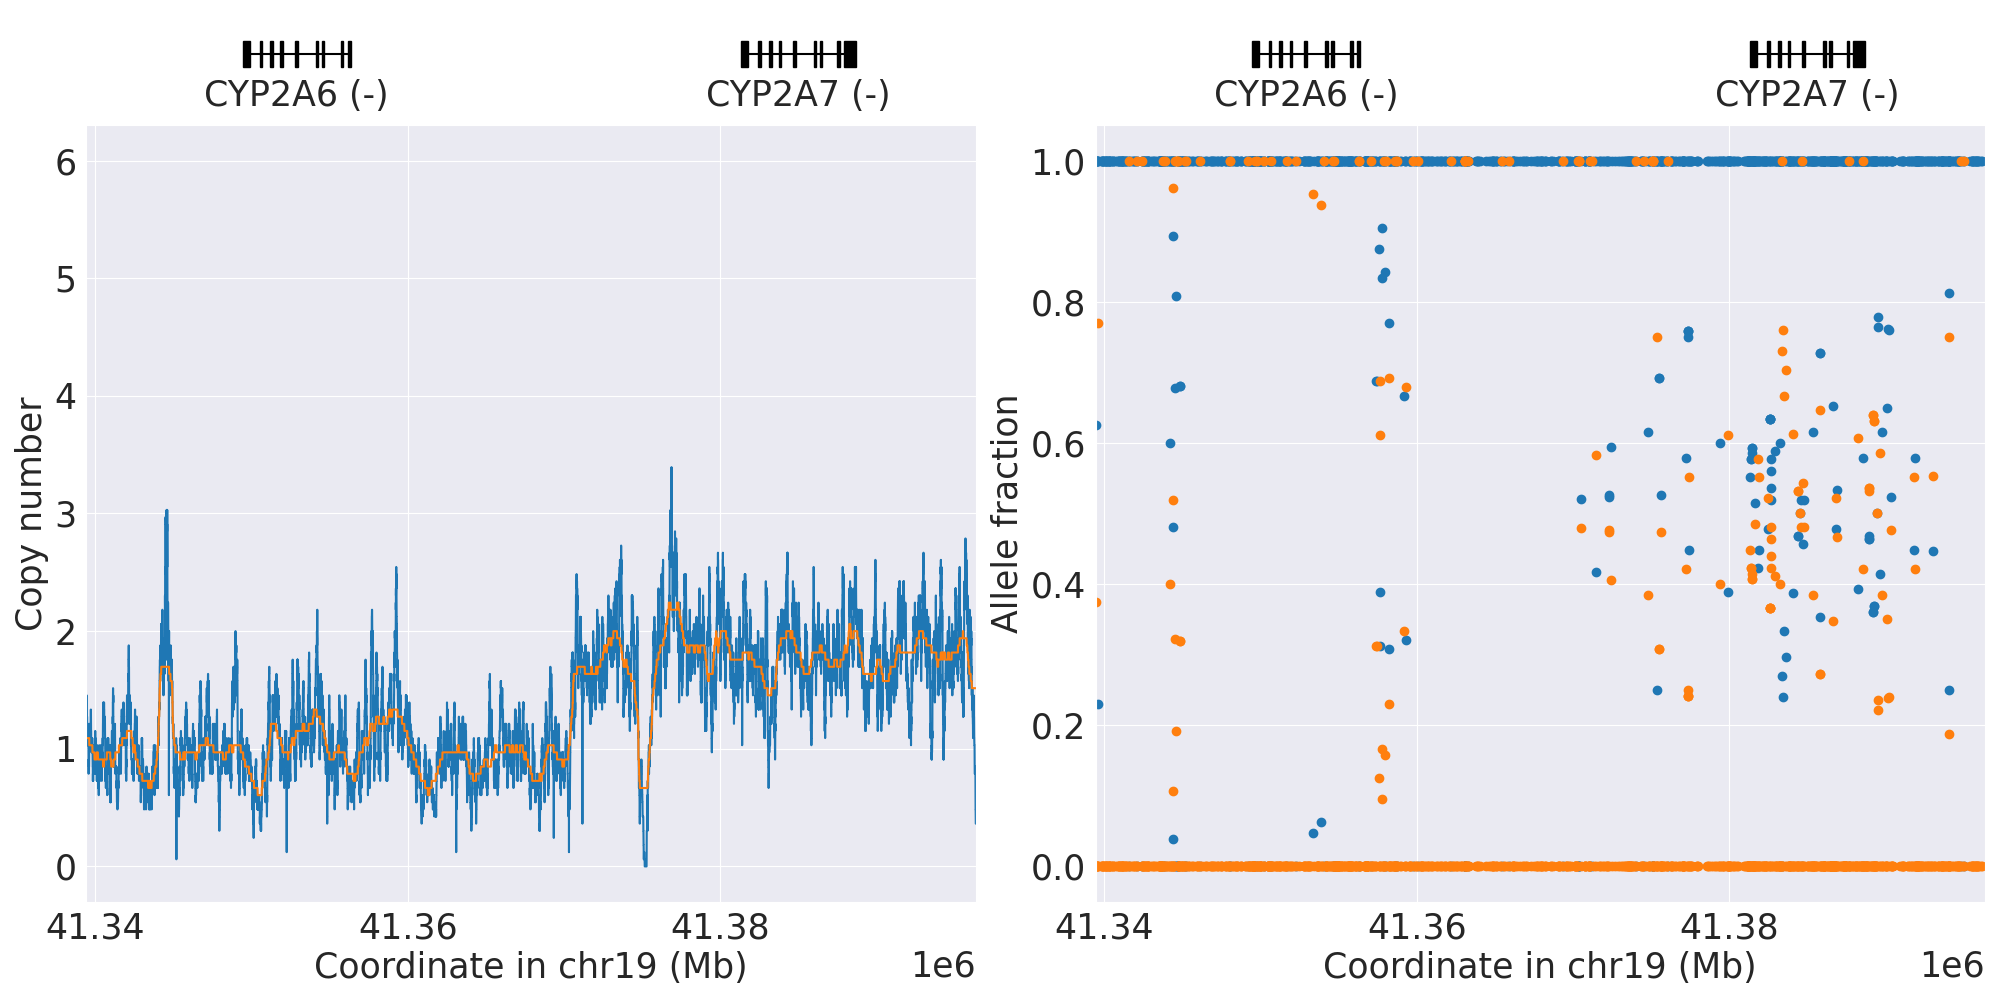 CYP2A6 (-)
CYP2A7 (-)
6
5
4
3
2
1
0
Copy number
41.34
41.36
41.38
Coordinate in chr19 (Mb)
1e6
CYP2A6 (-)
CYP2A7 (-)
1.0
0.8
0.6
0.4
0.2
0.0
Allele fraction
41.34
41.36
41.38
Coordinate in chr19 (Mb)
1e6